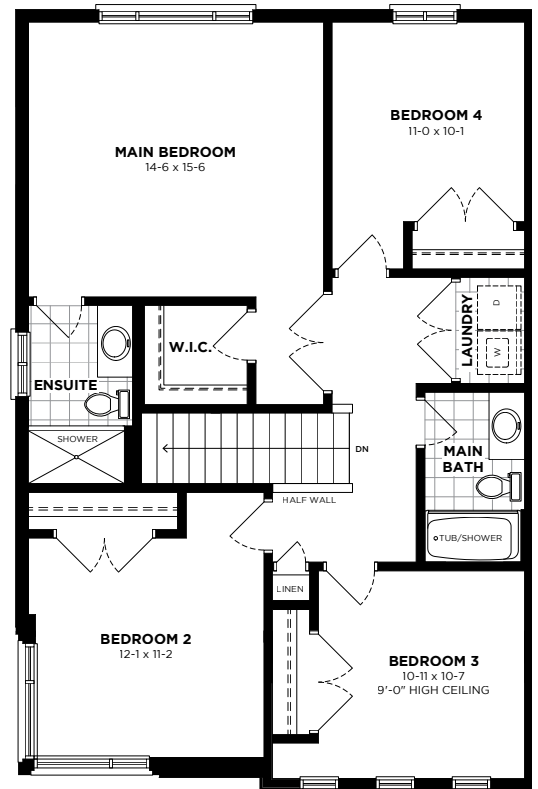 BEDROOM 4
11-0 x 10-1
MAIN BEDROOM
14-6 x 15-6
LAUNDRY
D
W
W.I.C.
ENSUITE
SHOWER
DN
MAIN
BATH
HALF WALL
TUB/SHOWER
LINEN
BEDROOM 2
12-1 x 11-2
BEDROOM 3
10-11 x 10-7
9'-0" HIGH CEILING